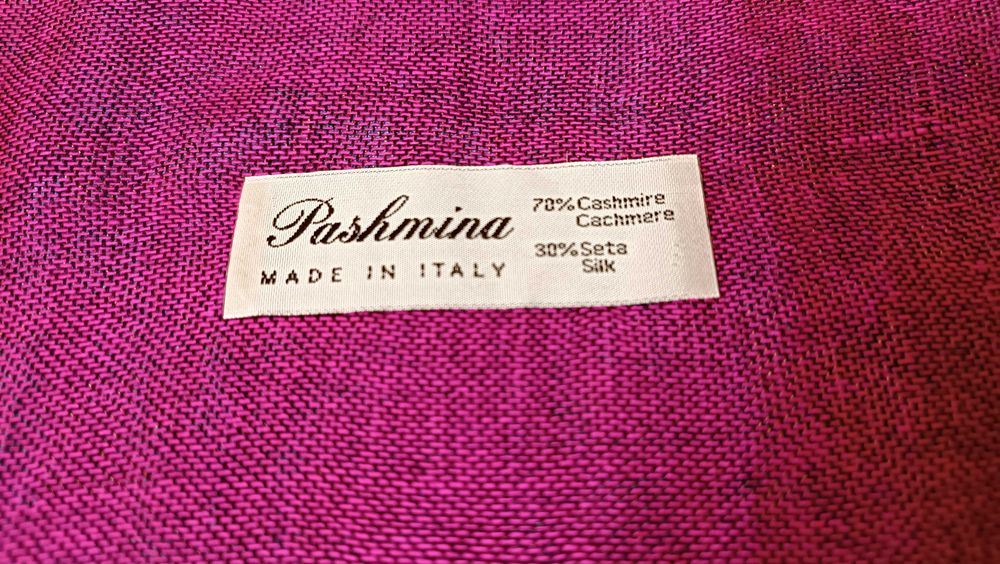 Pashmina
MADE IN ITALY
70% Cashmire
Cachmere
30% Seta
Silk